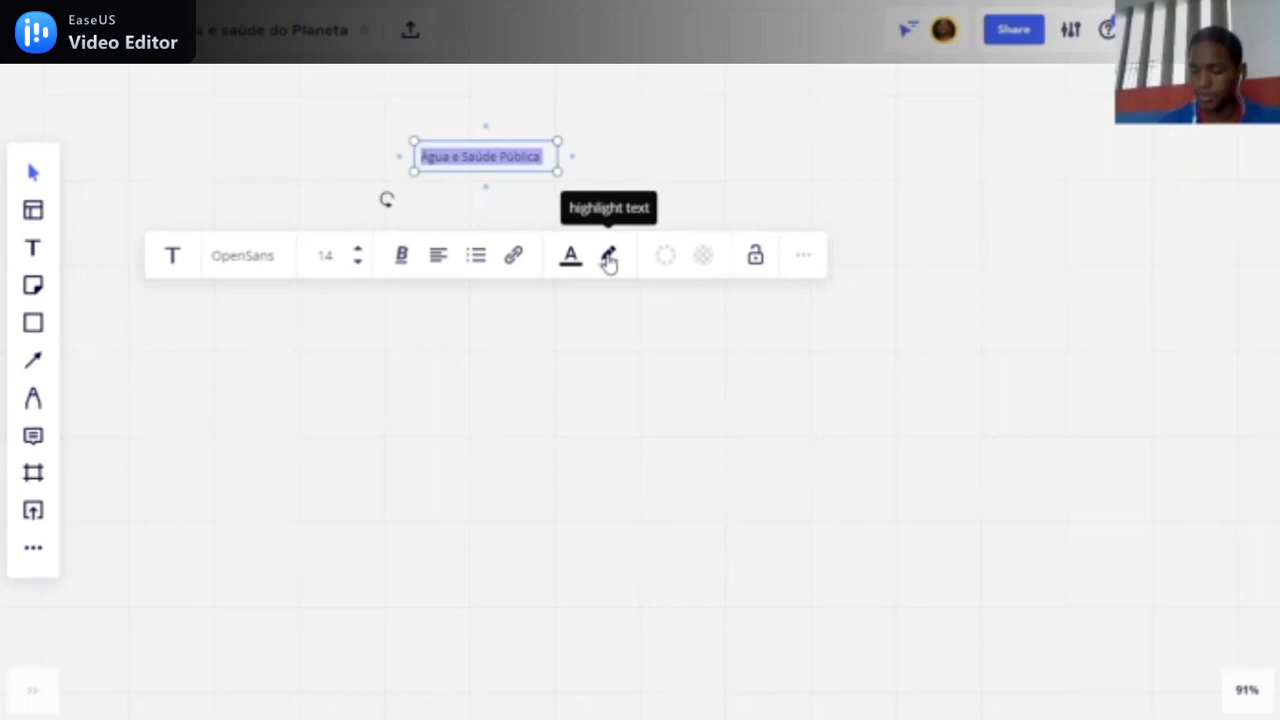 EaseUS
Video Editor
a e saúde do Planeta
Share
Água e Saúde Pública
highlight text
OpenSans
14
91%